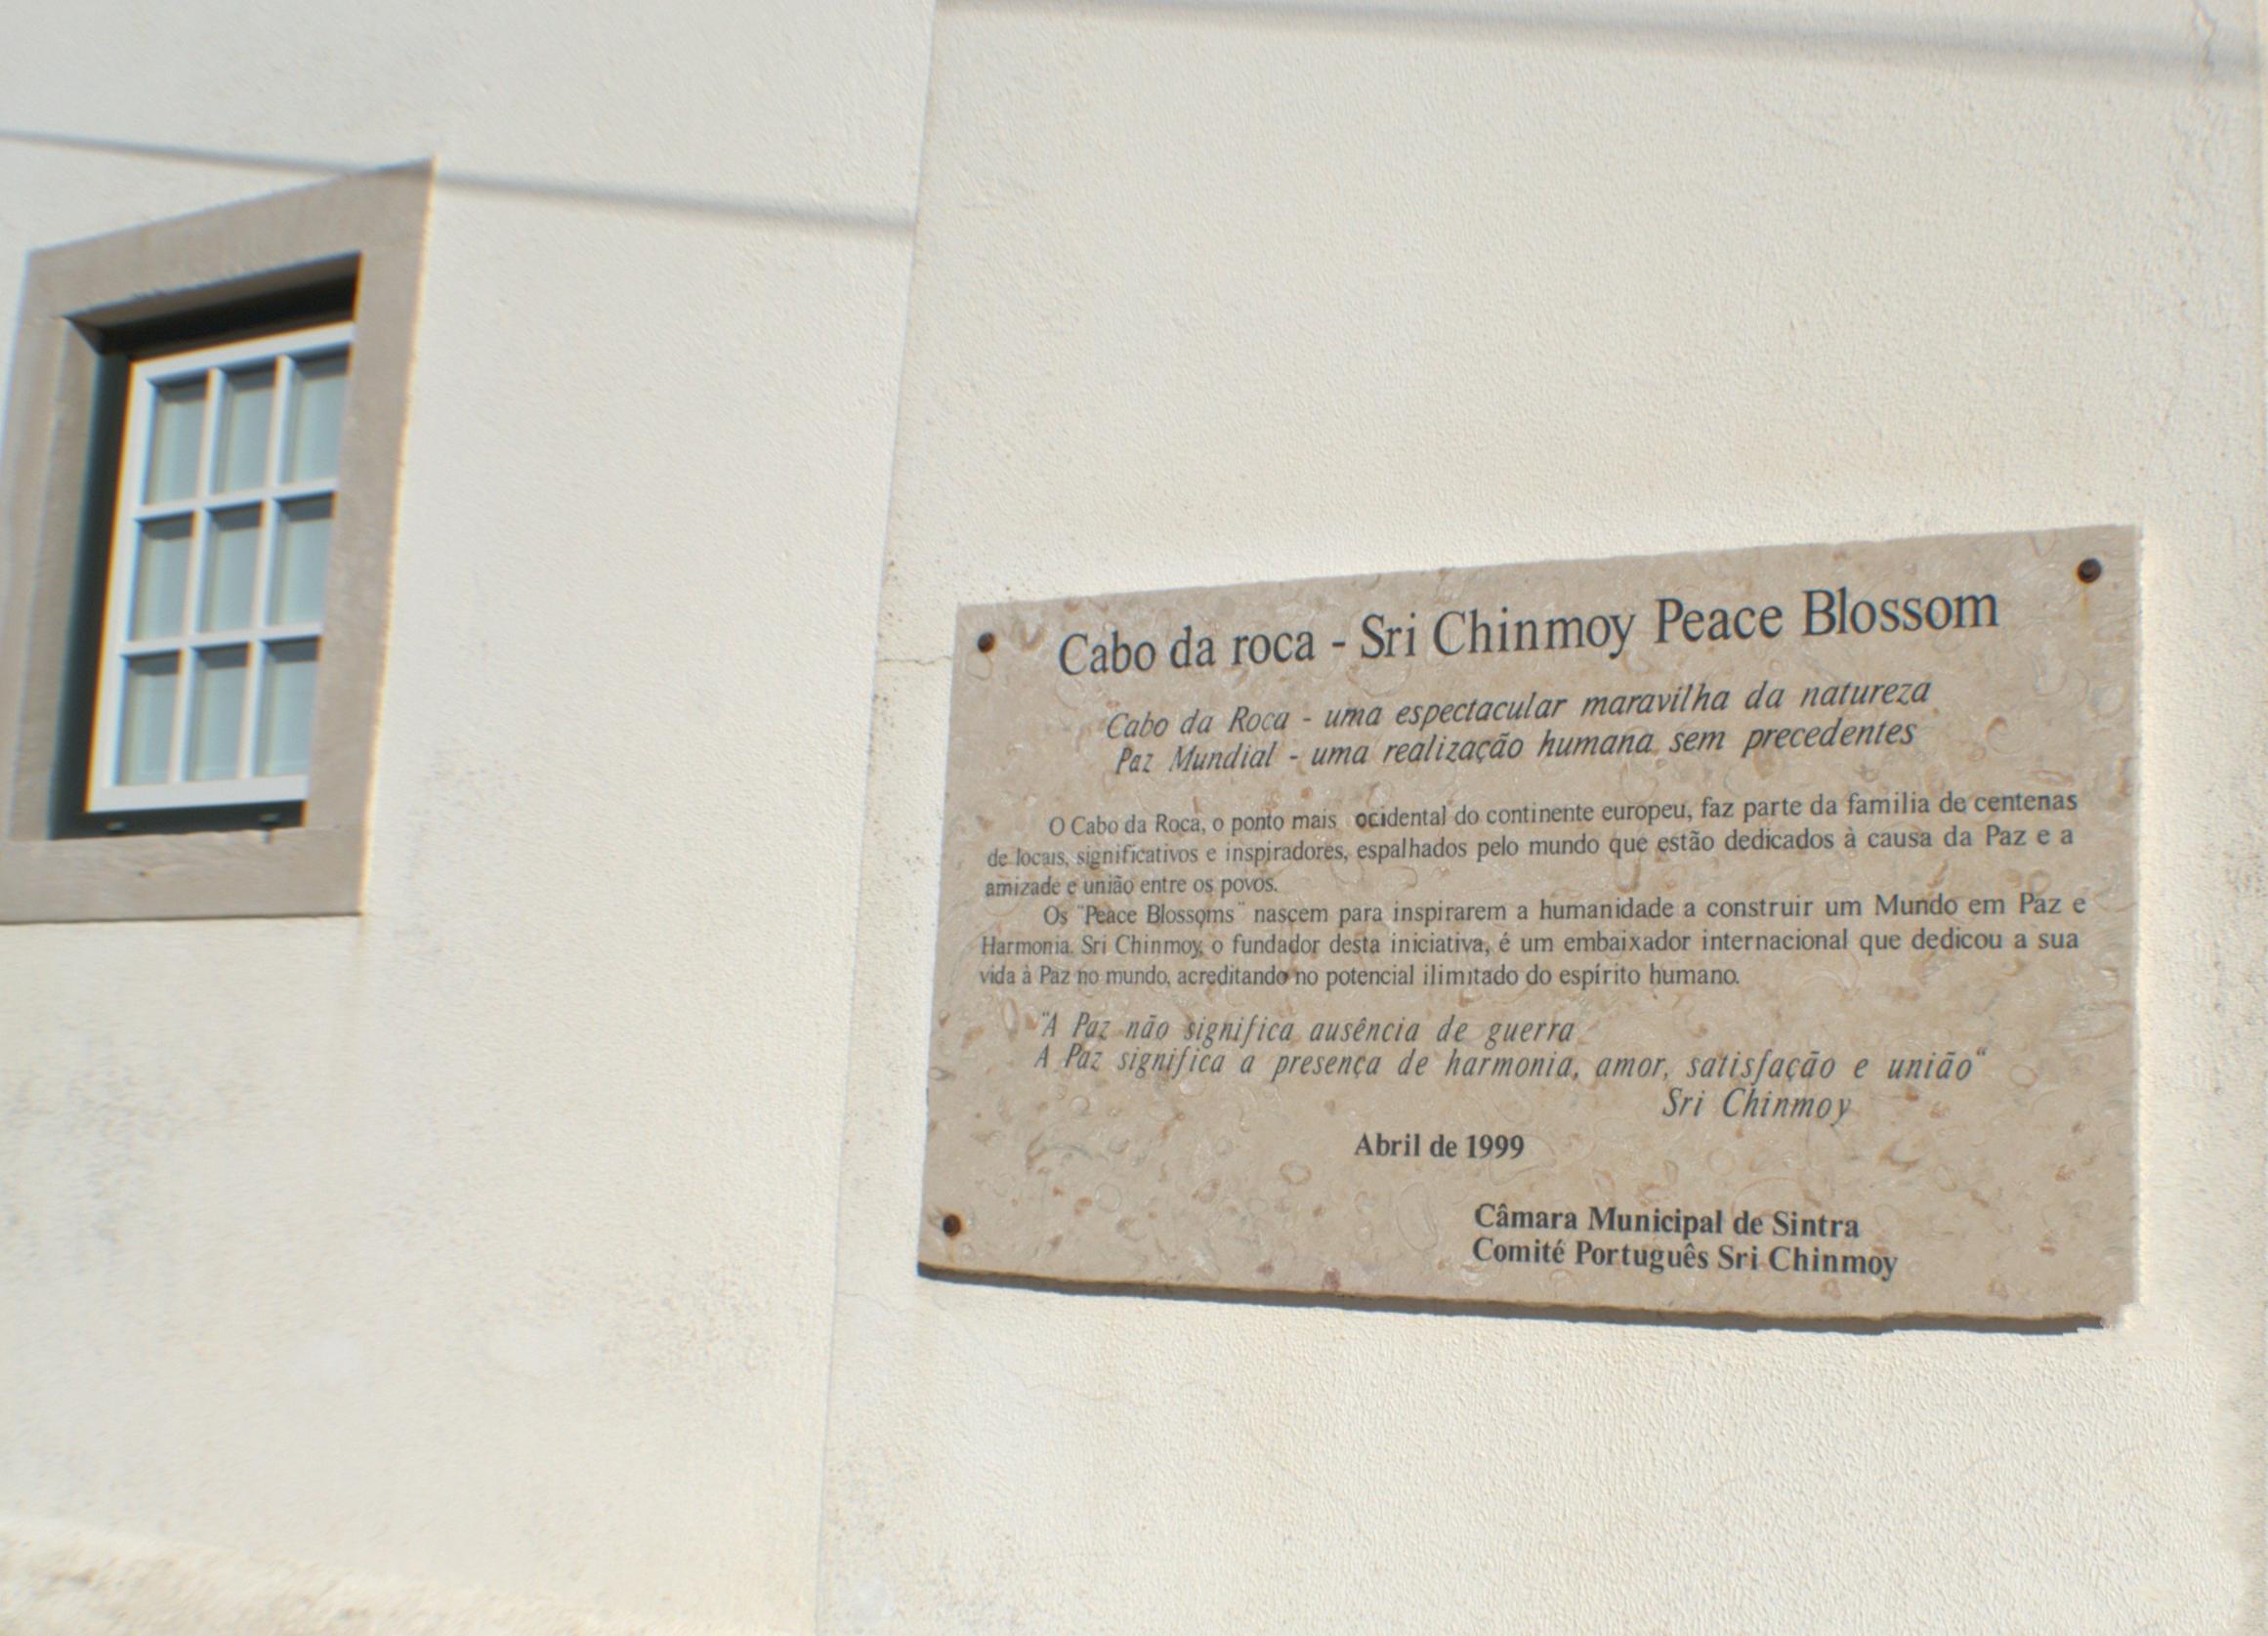 Cabo da roca - Sri Chinmoy Peace Blossom
Cabo da Roca - uma espectacular maravilha da natureza
Paz Mundial - uma realização humana sem precedentes
O Cabo da Roca, o ponto mais ocidental do continente europeu, faz parte da familia de centenas
de locais, significativos e inspiradores, espalhados pelo mundo que estão dedicados à causa da Paz e a
amizade e união entre os povos.
Os "Peace Blossoms" nascem para inspirarem a humanidade a construir um Mundo em Paz e
Harmonia. Sri Chinmoy, o fundador desta iniciativa, é um embaixador internacional que dedicou a sua
vida à Paz no mundo, acreditando no potencial ilimitado do espírito humano.
"A Paz não significa ausência de guerra
A Paz significa a presença de harmonia, amor, satisfação e união"
Sri Chinmoy
Abril de 1999
Câmara Municipal de Sintra
Comité Português Sri Chinmoy